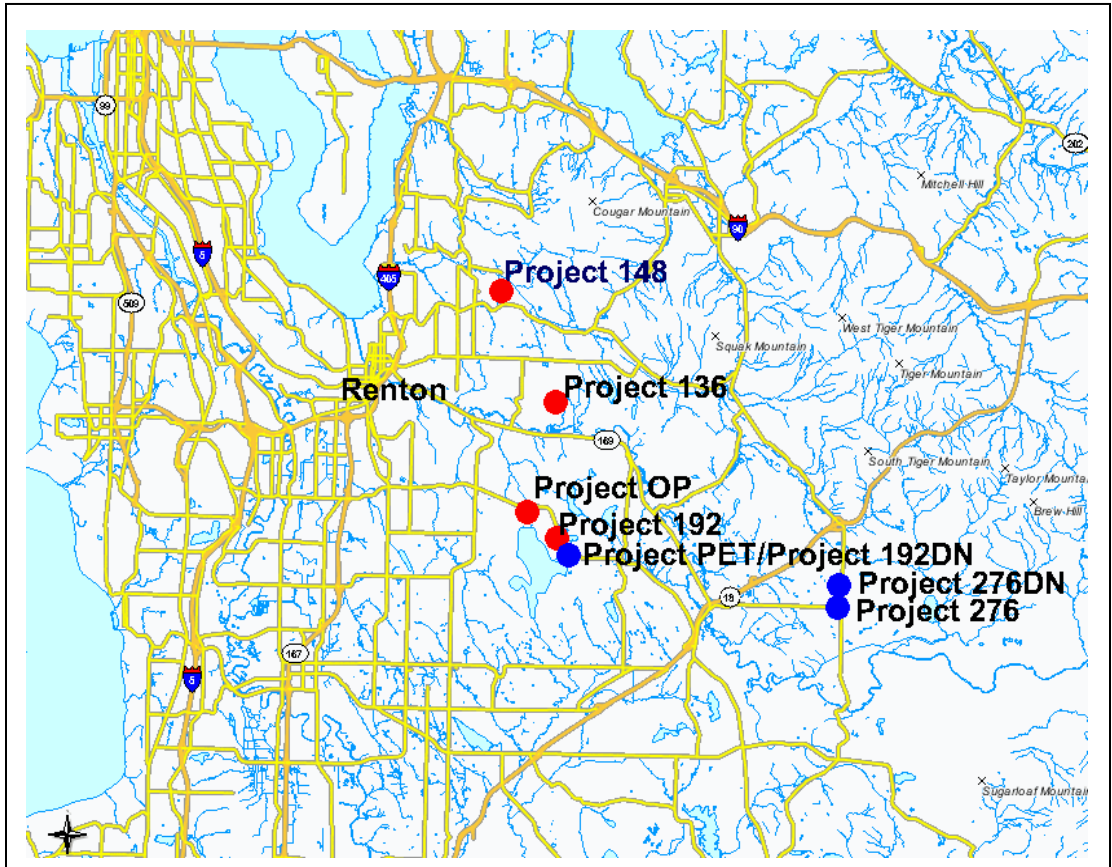 99
202
Mitchell Hill
Cougar Mountain
90
5
Project 148
405
509
West Tiger Mountain
Squak Mountain
Tiger Mountain
Project 136
Renton
169
South Tiger Mountain
Taylor Mounta
Project OP
Brew Hill
Project 192
Project PET/Project 192DN
Project 276DN
18
Project 276
167
5
Sugarloaf Mountain